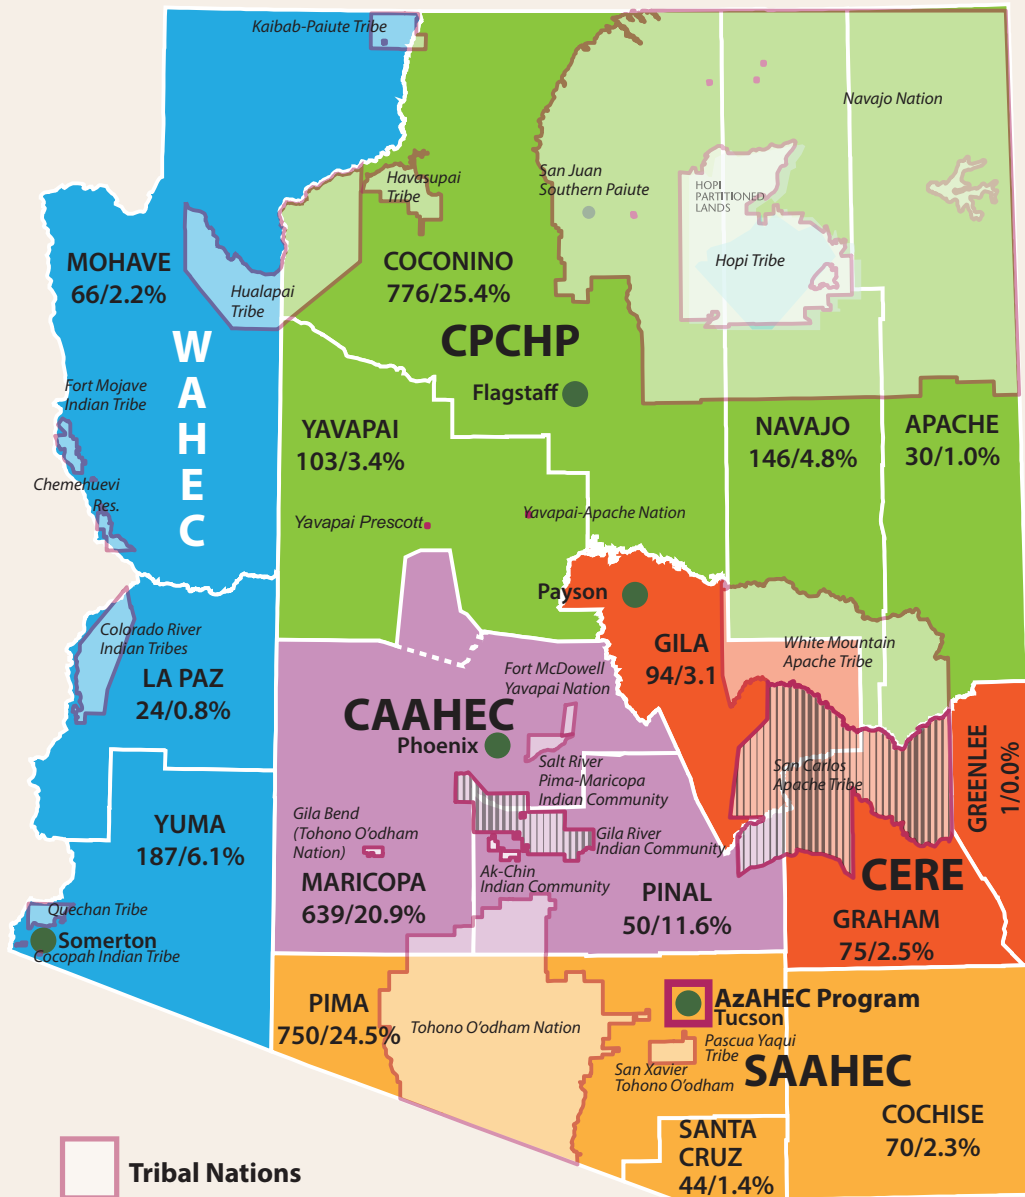 Kaibab-Paiute Tribe
Navajo Nation
Havasupai
Tribe
San Juan
Southern Paiute
HOPI
PARTITIONED
LANDS
Hopi Tribe
MOHAVE
66/2.2%
Hualapai
Tribe
COCONINO
776/25.4%
CPCHP
Flagstaff
W
A
H
E
C
Fort Mojave
Indian Tribe
Chemehuevi
Res.
YAVAPAI
103/3.4%
NAVAJO
146/4.8%
APACHE
30/1.0%
Yavapai Prescott
Yavapai-Apache Nation
Payson
GILA
94/3.1
White Mountain
Apache Tribe
Colorado River
Indian Tribes
LA PAZ
24/0.8%
Fort McDowell
Yavapai Nation
CAAHEC
Phoenix
Salt River
Pima-Maricopa
Indian Community
San Carlos
Apache Tribe
GREENLEE
1/0.0%
YUMA
187/6.1%
Gila Bend
(Tohono O'odham
Nation)
Gila River
Indian Community
Ak-Chin
Indian Community
MARICOPA
639/20.9%
PINAL
50/11.6%
CERE
GRAHAM
75/2.5%
Quechan Tribe
Somerton
Cocopah Indian Tribe
PIMA
750/24.5%
Tohono O'odham Nation
AzAHEC Program
Tucson
Pascua Yaqui
Tribe
San Xavier
Tohono O'odham
SAAHEC
COCHISE
70/2.3%
SANTA
CRUZ
44/1.4%
Tribal Nations